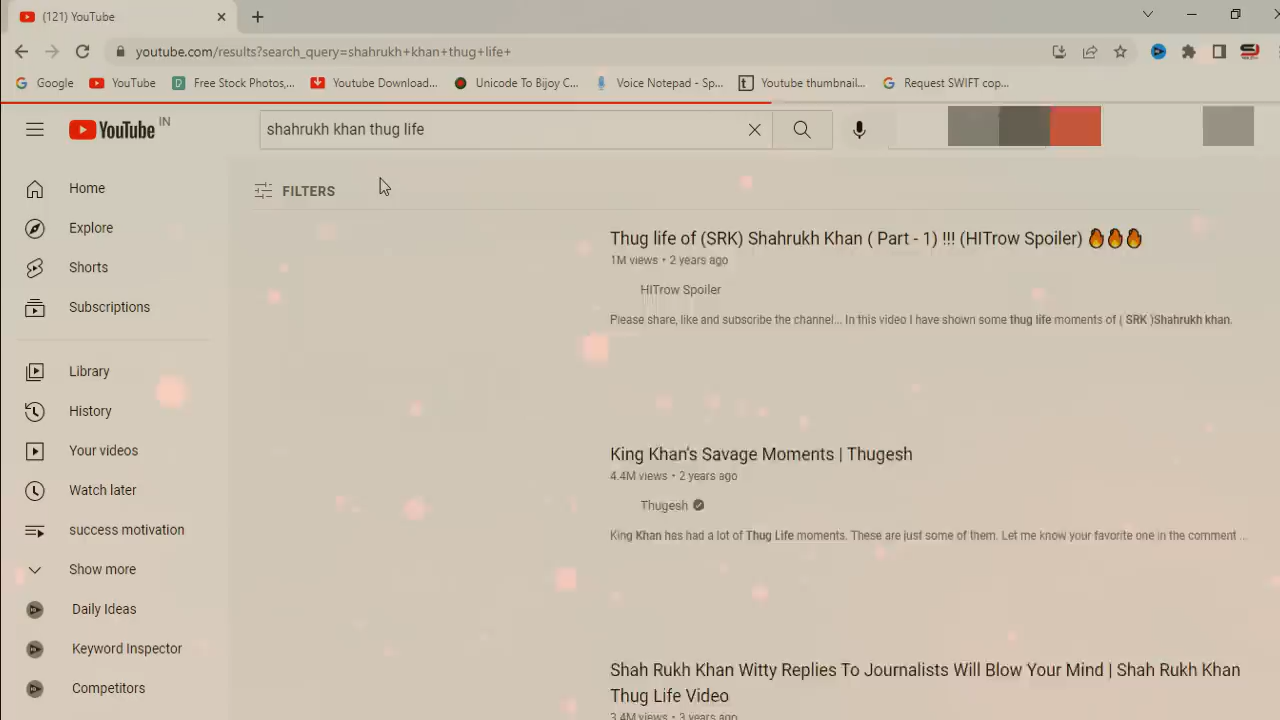 (121) YouTube
youtube.com/results?search_query=shahrukh+khan+thug+life+
Google YouTube Free Stock Photos,... Youtube Download... Unicode To Bijoy C... Voice Notepad - Sp... Youtube thumbnail... Request SWIFT cop...
YouTube IN
shahrukh khan thug life
FILTERS
Home
Explore
Shorts
Subscriptions
Library
History
Your videos
Watch later
success motivation
Show more
Daily Ideas
Keyword Inspector
Competitors
Thug life of (SRK) Shahrukh Khan ( Part - 1) !!! (HITrow Spoiler) 🔥🔥🔥
1M views • 2 years ago
HITrow Spoiler
Please share, like and subscribe the channel... In this video I have shown some thug life moments of ( SRK )Shahrukh khan.
King Khan's Savage Moments | Thugesh
4.4M views • 2 years ago
Thugesh
King Khan has had a lot of Thug Life moments. These are just some of them. Let me know your favorite one in the comment ...
Shah Rukh Khan Witty Replies To Journalists Will Blow Your Mind | Shah Rukh Khan
Thug Life Video
3.4M views • 3 years ago